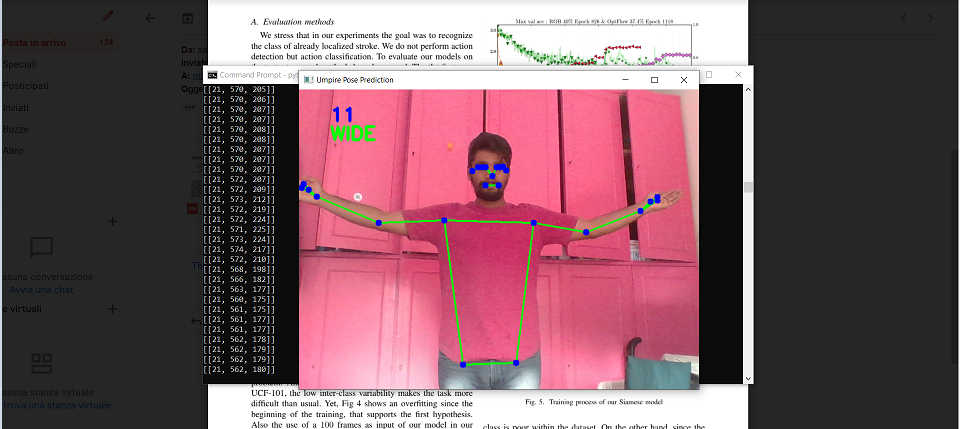 A. Evaluation methods
We stress that in our experiments the goal was to recognize
the class of already localized stroke. We do not perform action
detection but action classification. To evaluate our models on
Max val acc : RGB 40% Epoch 826 & OptFlow 37.4% Epoch 1318
Posta in arrivo
134
Speciali
Posticipati
Inviati
Bozze
Altro
Da:
Inviat
A:
Ogge
Command Prompt - pyt
Umpire Pose Prediction
11
WIDE
[[21, 570, 205]]
[[21, 570, 206]]
[[21, 570, 207]]
[[21, 570, 207]]
[[21, 570, 208]]
[[21, 570, 207]]
[[21, 570, 207]]
[[21, 570, 207]]
[[21, 572, 207]]
[[21, 572, 209]]
[[21, 573, 212]]
[[21, 572, 219]]
[[21, 572, 224]]
[[21, 571, 225]]
[[21, 573, 224]]
[[21, 574, 217]]
[[21, 572, 210]]
[[21, 568, 198]]
[[21, 566, 182]]
[[21, 563, 177]]
[[21, 560, 175]]
[[21, 561, 175]]
[[21, 561, 177]]
[[21, 561, 177]]
[[21, 562, 178]]
[[21, 562, 179]]
[[21, 562, 179]]
[[21, 562, 180]]
ssuna conversazione
Avvia una chat
e virtuali
essuna stanza virtuale
trova una stanza virtuale
UCF-101, the low inter-class variability makes the task more
difficult than usual. Yet, Fig 4 shows an overfitting since the
beginning of the training, that supports the first hypothesis.
Also the use of a 100 frames as input of our model in our
Fig. 5. Training process of our Siamese model
class is poor within the dataset. On the other hand, since the